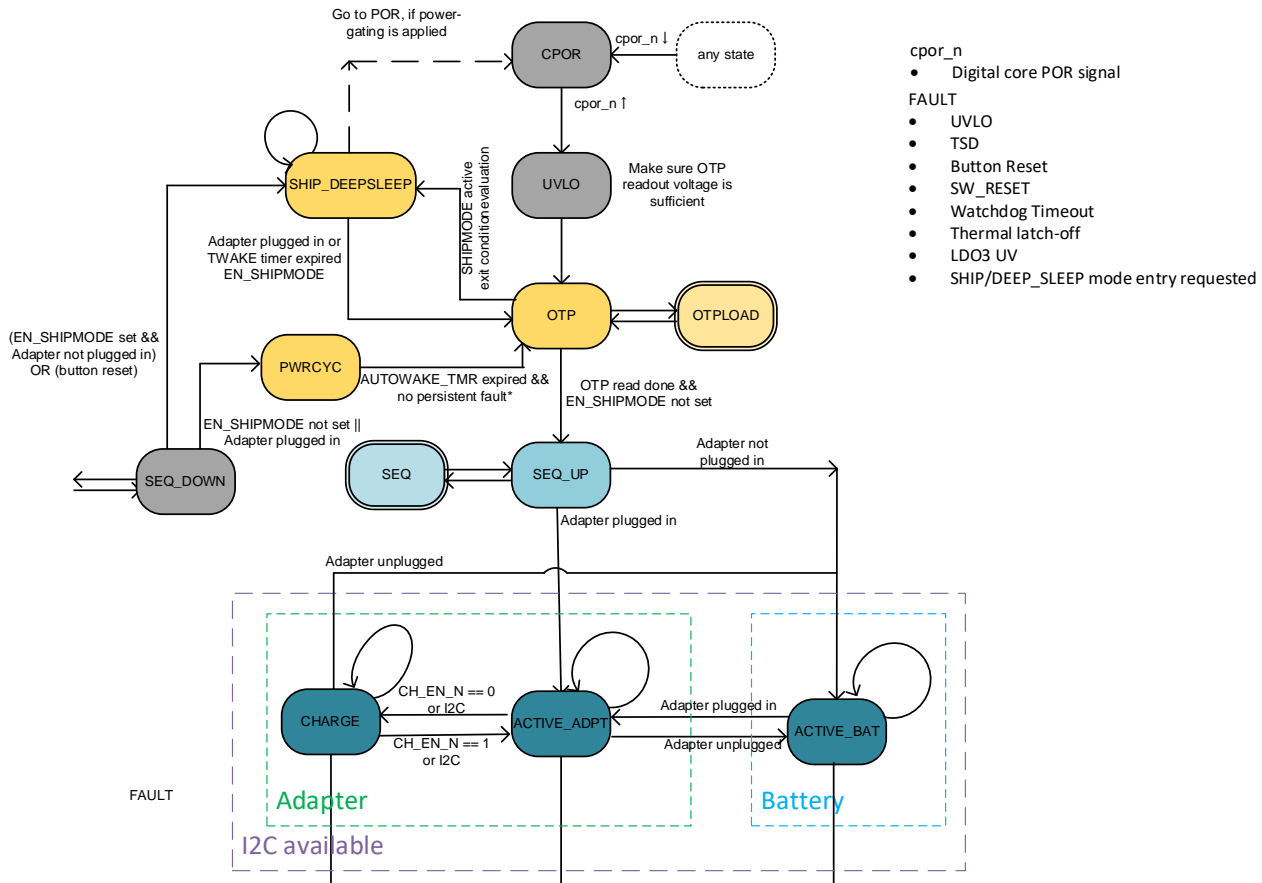 Go to POR, if power-
gating is applied
CPOR
cpor_n ↓
any state
cpor_n
• Digital core POR signal
FAULT
• UVLO
• TSD
• Button Reset
• SW_RESET
• Watchdog Timeout
• Thermal latch-off
• LDO3 UV
• SHIP/DEEP_SLEEP mode entry requested
cpor_n ↑
SHIP_DEEPSLEEP
UVLO
Make sure OTP
readout voltage is
sufficient
SHIPMODE active
exit condition evaluation
Adapter plugged in or
TWAKE timer expired
EN_SHIPMODE
OTP
OTPLOAD
(EN_SHIPMODE set &&
Adapter not plugged in)
OR (button reset)
PWRCYC
AUTOWAKE_TMR expired &&
no persistent fault*
OTP read done &&
EN_SHIPMODE not set
EN_SHIPMODE not set ||
Adapter plugged in
SEQ_DOWN
SEQ
SEQ_UP
Adapter not
plugged in
Adapter plugged in
Adapter unplugged
CHARGE
CH_EN_N == 0
or I2C
CH_EN_N == 1
or I2C
ACTIVE_ADPT
Adapter plugged in
Adapter unplugged
ACTIVE_BAT
FAULT
Adapter
Battery
I2C available